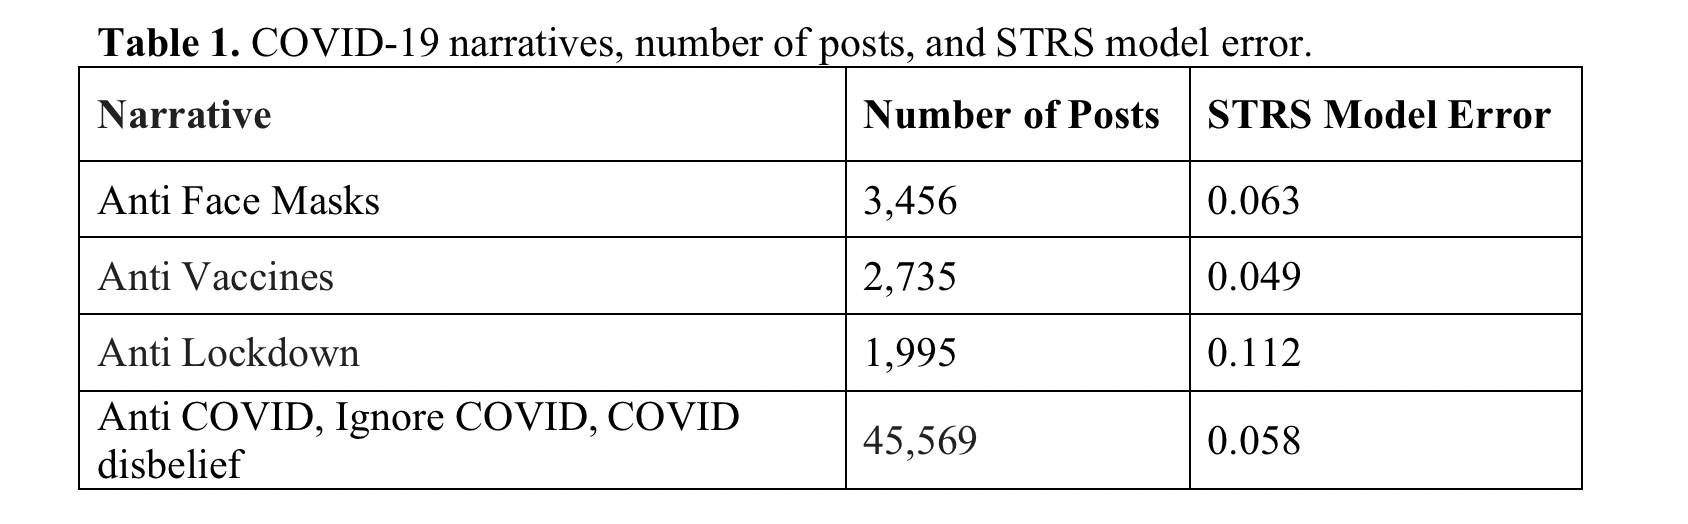 Table 1. COVID-19 narratives, number of posts, and STRS model error.
Narrative Number of Posts STRS Model Error
Anti Face Masks 3,456 0.063
Anti Vaccines 2,735 0.049
Anti Lockdown 1,995 0.112
Anti COVID, Ignore COVID, COVID
disbelief 45,569 0.058